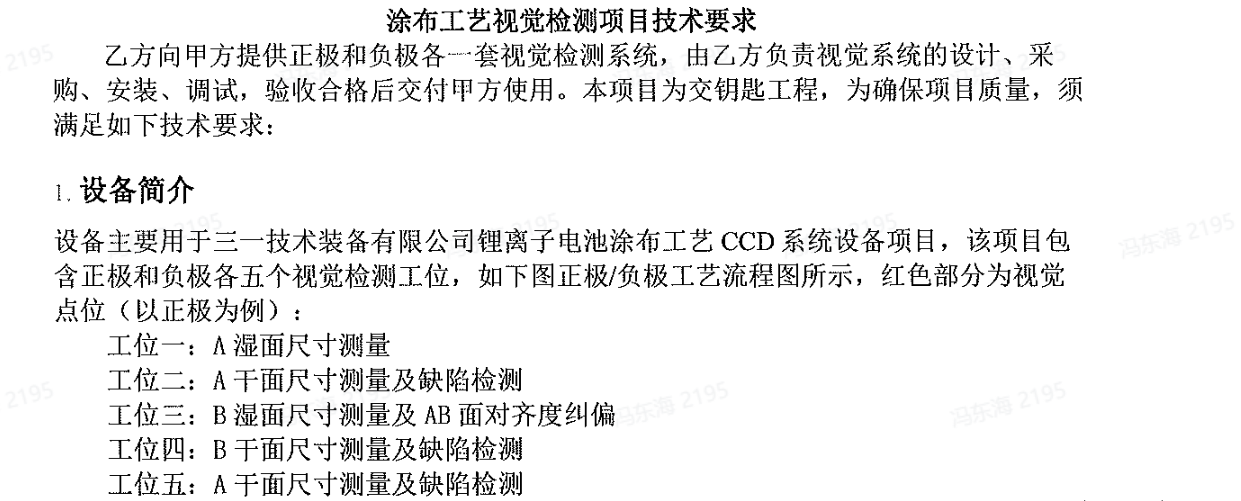 涂布工艺视觉检测项目技术要求
乙方向甲方提供正极和负极各一套视觉检测系统，由乙方负责视觉系统的设计、采
购、安装、调试，验收合格后交付甲方使用。本项目为交钥匙工程，为确保项目质量，须
满足如下技术要求：
1.设备简介
设备主要用于三一技术装备有限公司锂离子电池涂布工艺 CCD 系统设备项目，该项目包
含正极和负极各五个视觉检测工位，如下图正极/负极工艺流程图所示，红色部分为视觉
点位（以正极为例）：
工位一：A 湿面尺寸测量
工位二：A 干面尺寸测量及缺陷检测
工位三：B 湿面尺寸测量及 AB 面对齐度纠偏
工位四：B 干面尺寸测量及缺陷检测
工位五：A 干面尺寸测量及缺陷检测
2195
冯东海 2195
2195
冯东海 2195
冯东海 2195